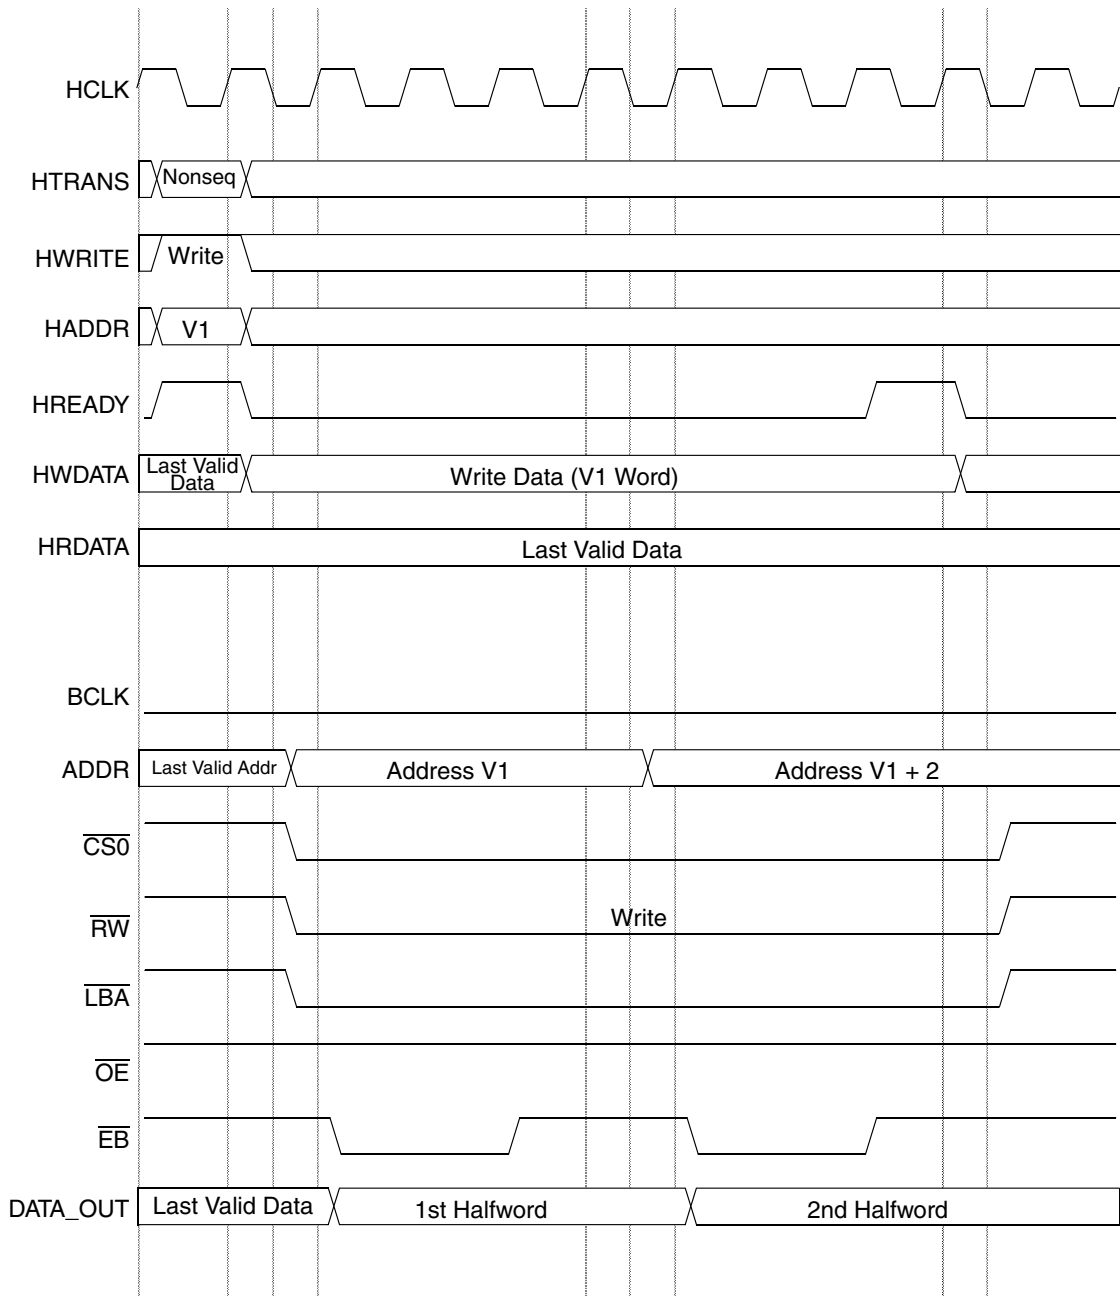 HCLK
HTRANS
Nonseq
HWRITE
Write
HADDR
V1
HREADY
HWDATA
Last Valid
Data
Write Data (V1 Word)
HRDATA
Last Valid Data
BCLK
ADDR
Last Valid Addr
Address V1
Address V1 + 2
CS0
RW
Write
LBA
OE
EB
DATA_OUT
Last Valid Data
1st Halfword
2nd Halfword